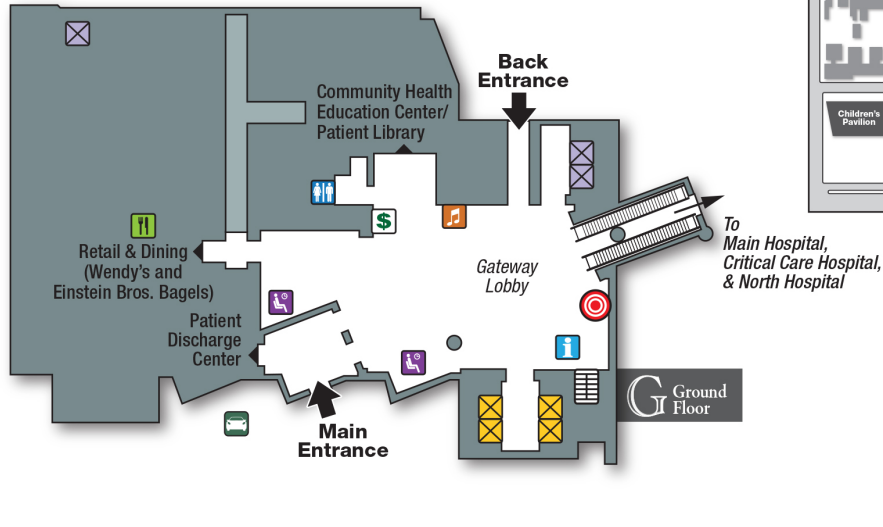 Back
Entrance
Community Health
Education Center/
Patient Library
Children's
Pavilion
$
Retail & Dining
(Wendy's and
Einstein Bros. Bagels)
To
Main Hospital,
Critical Care Hospital,
& North Hospital
Gateway
Lobby
Patient
Discharge
Center
i
G Ground
Floor
Main
Entrance